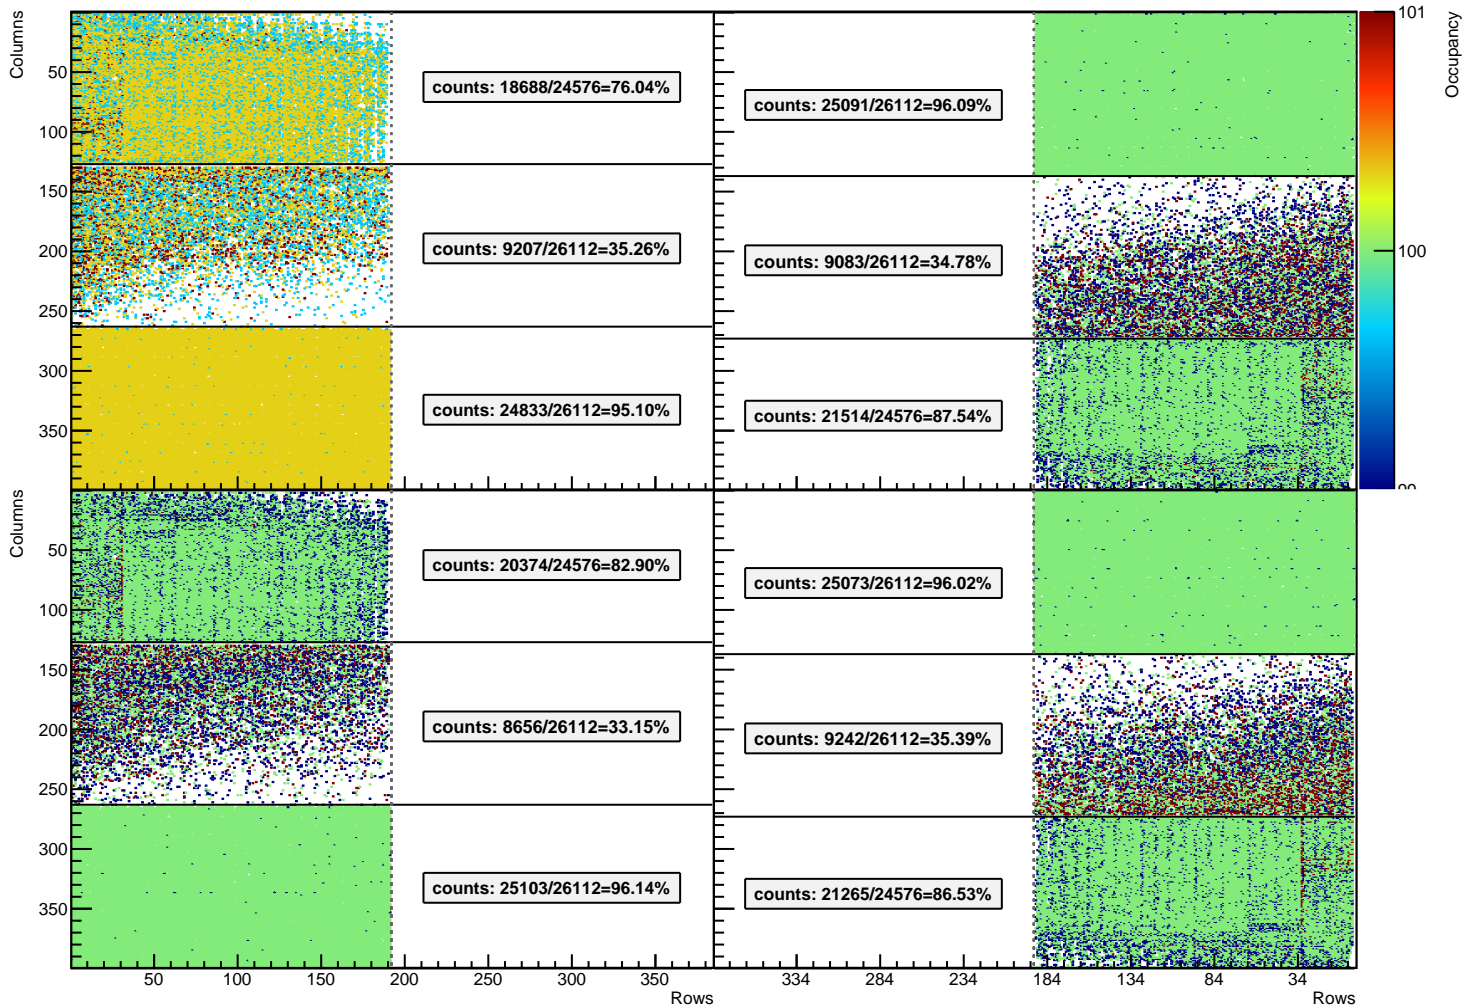 Columns
50
100
150
200
250
300
350
counts: 18688/24576=76.04%
counts: 9207/26112=35.26%
counts: 24833/26112=95.10%
counts: 25091/26112=96.09%
counts: 9083/26112=34.78%
counts: 21514/24576=87.54%
101
100
99
Occupancy
Columns
50
100
150
200
250
300
350
counts: 20374/24576=82.90%
counts: 8656/26112=33.15%
counts: 25103/26112=96.14%
counts: 25073/26112=96.02%
counts: 9242/26112=35.39%
counts: 21265/24576=86.53%
50 100 150 200 250 300 350
Rows
334 284 234 184 134 84 34
Rows